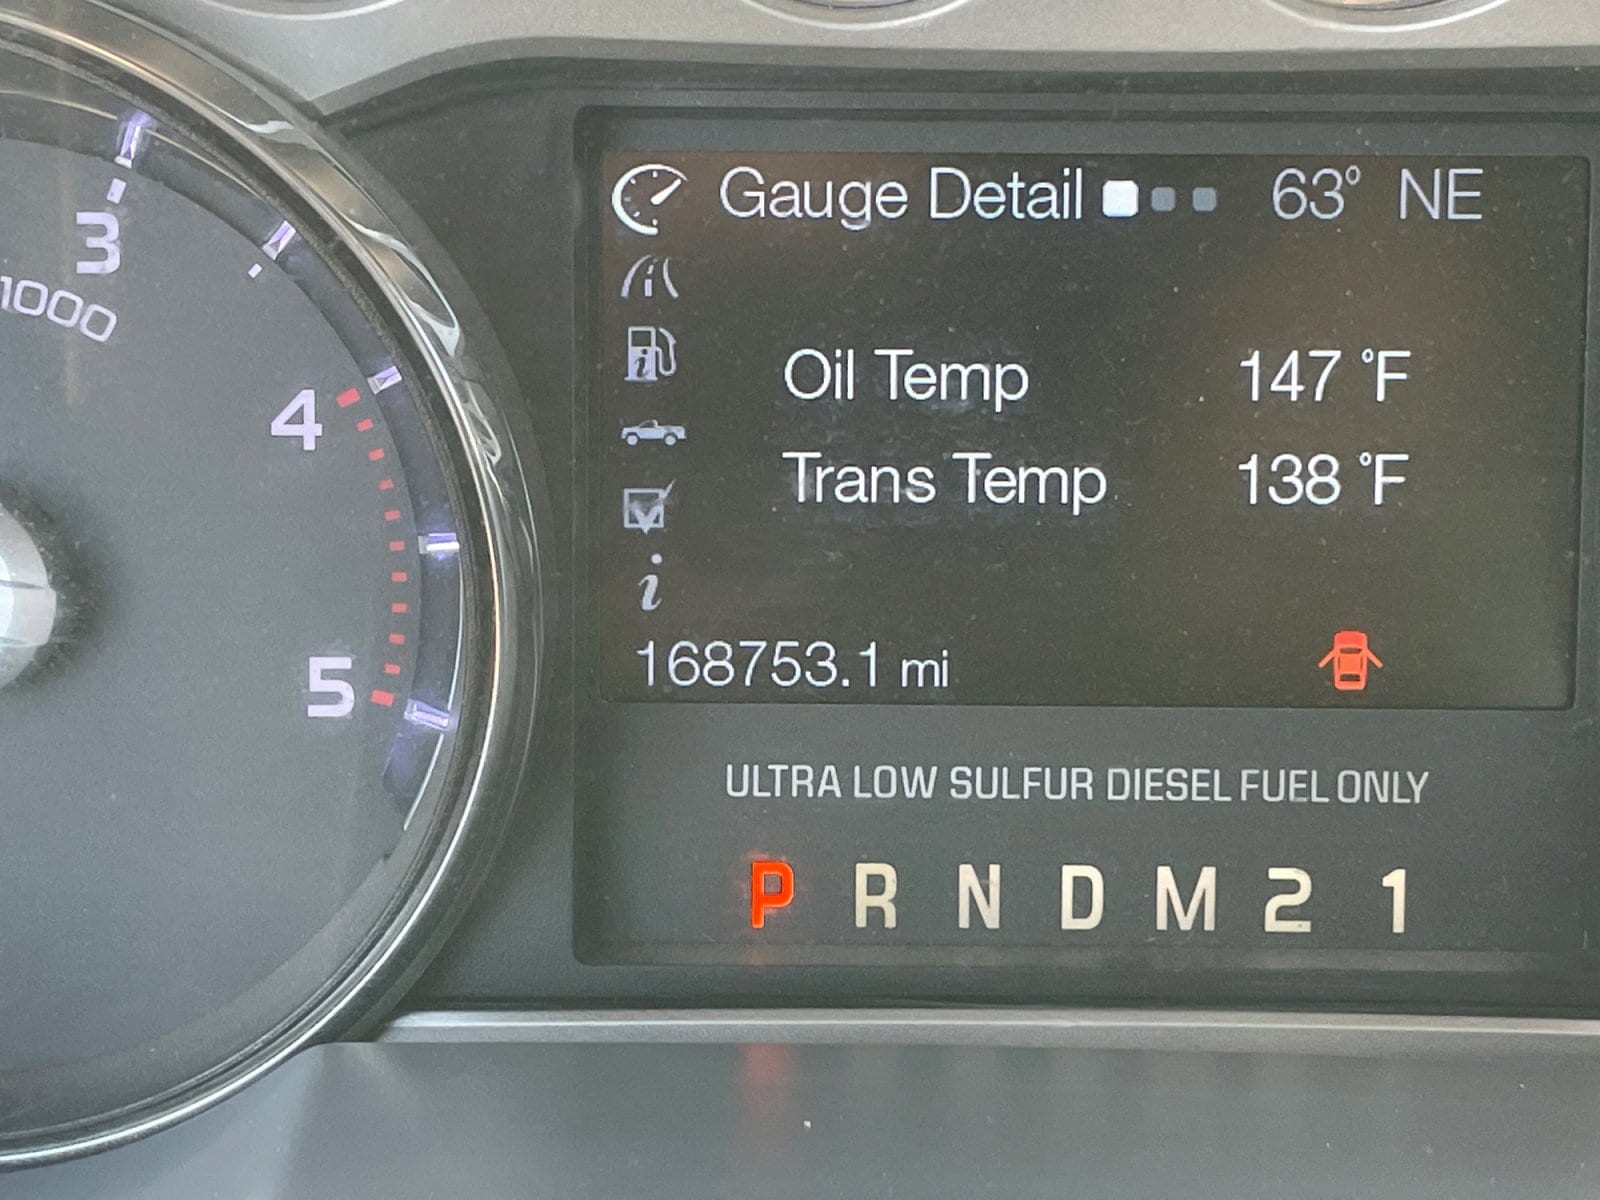 3
1000
4
5
Gauge Detail 63° NE
Oil Temp 147 °F
Trans Temp 138 °F
i
168753.1 mi
ULTRA LOW SULFUR DIESEL FUEL ONLY
P R N D M 2 1